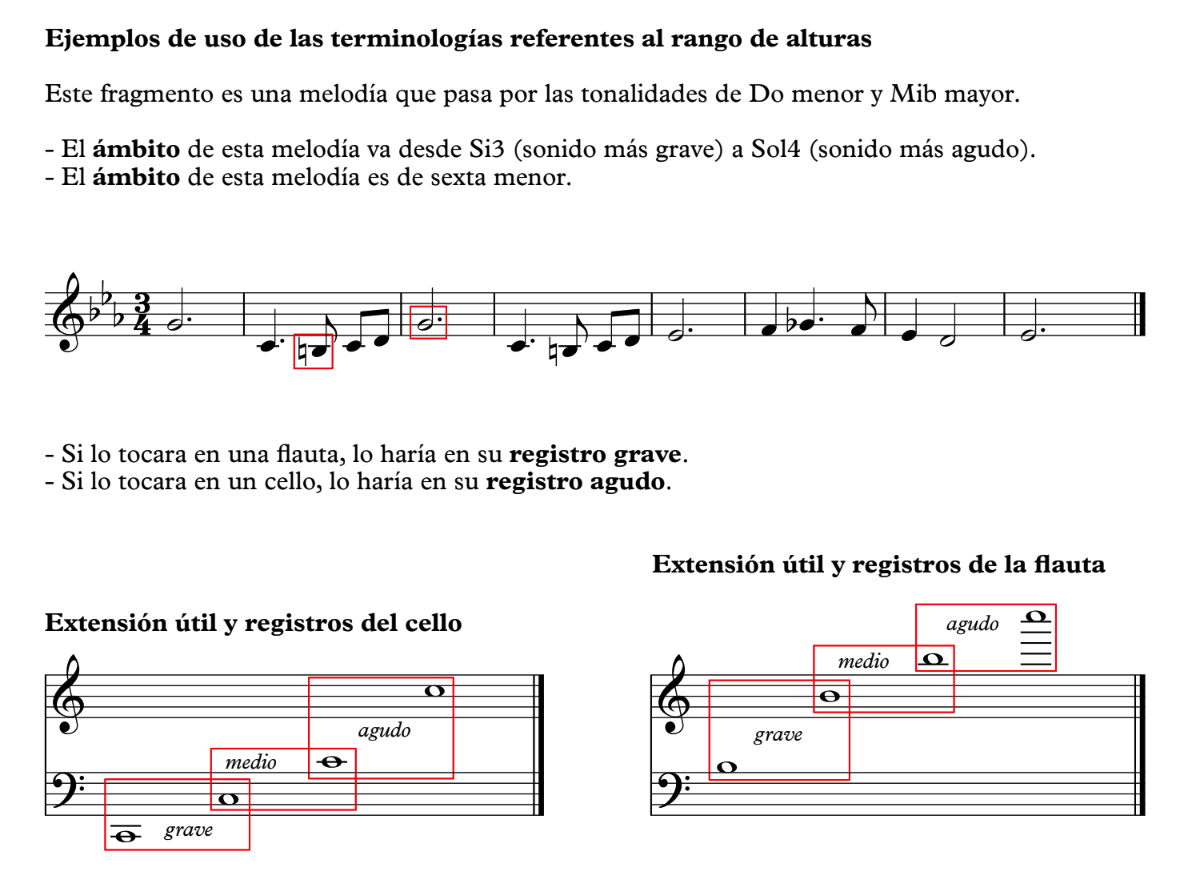 Ejemplos de uso de las terminologías referentes al rango de alturas
Este fragmento es una melodía que pasa por las tonalidades de Do menor y Mib mayor.
- El ámbito de esta melodía va desde Si3 (sonido más grave) a Sol4 (sonido más agudo).
- El ámbito de esta melodía es de sexta menor.
3
4
- Si lo tocara en una flauta, lo haría en su registro grave.
- Si lo tocara en un cello, lo haría en su registro agudo.
Extensión útil y registros del cello
agudo
medio
grave
Extensión útil y registros de la flauta
agudo
medio
grave